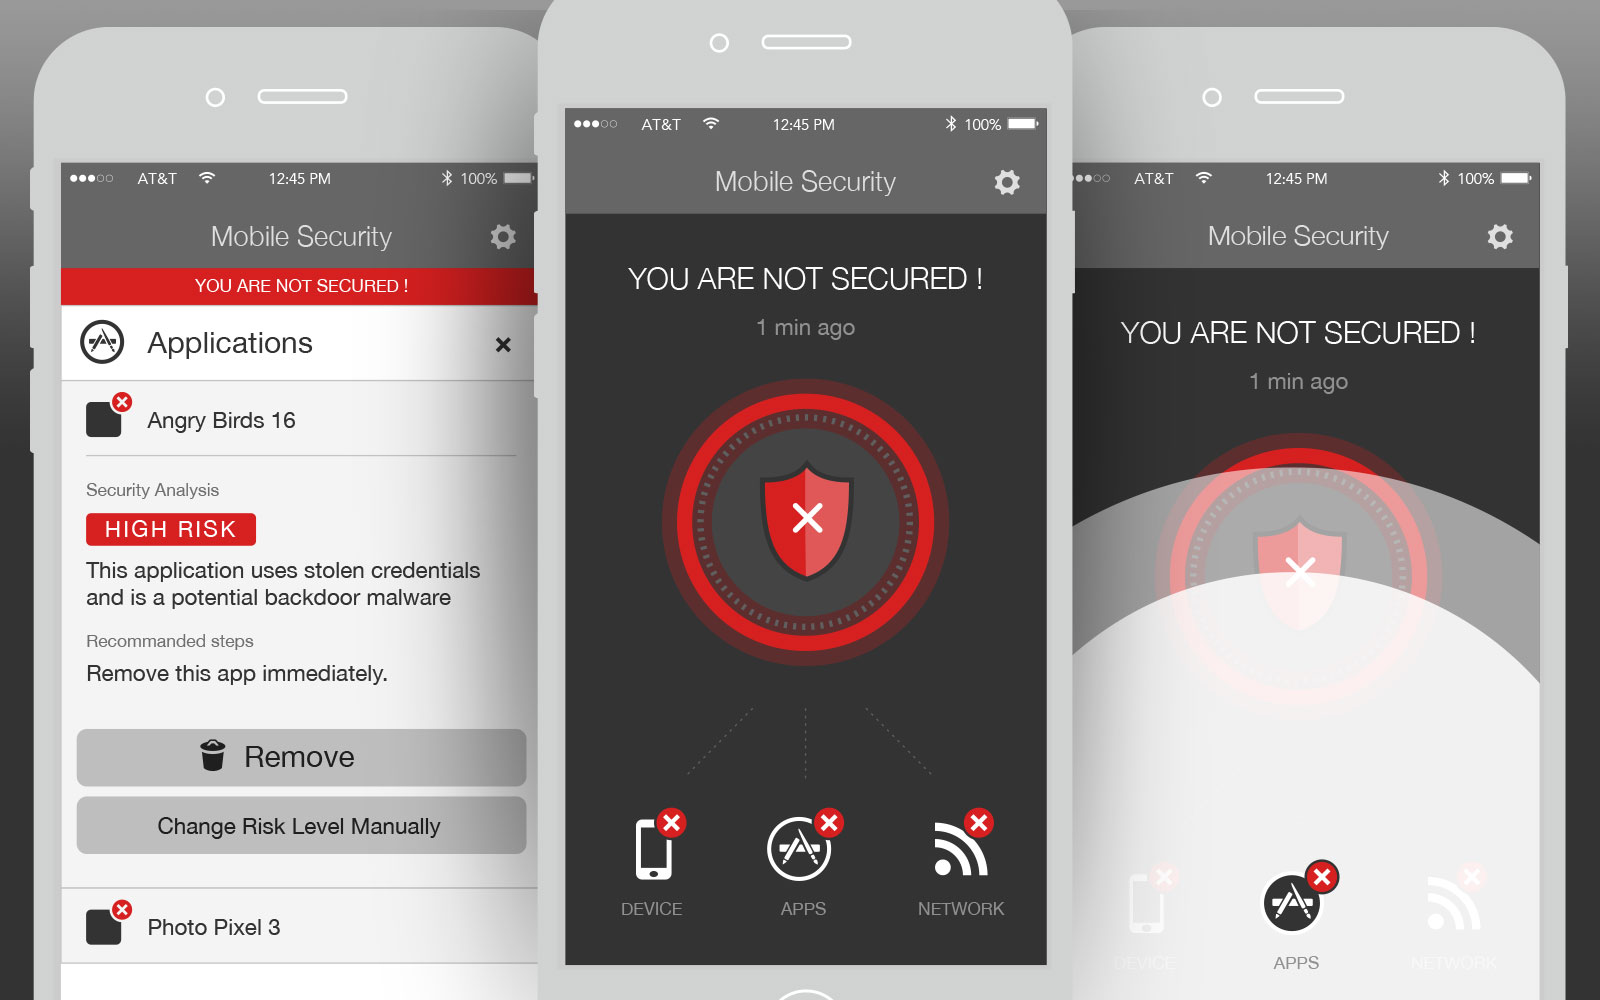 AT&T 12:45 PM 100%
Mobile Security
YOU ARE NOT SECURED !
Applications
Angry Birds 16
Security Analysis
HIGH RISK
This application uses stolen credentials
and is a potential backdoor malware
Recommanded steps
Remove this app immediately.
Remove
Change Risk Level Manually
Photo Pixel 3
AT&T 12:45 PM 100%
Mobile Security
YOU ARE NOT SECURED !
1 min ago
DEVICE APPS NETWORK
AT&T 12:45 PM 100%
Mobile Security
YOU ARE NOT SECURED !
1 min ago
DEVICE APPS NETWORK